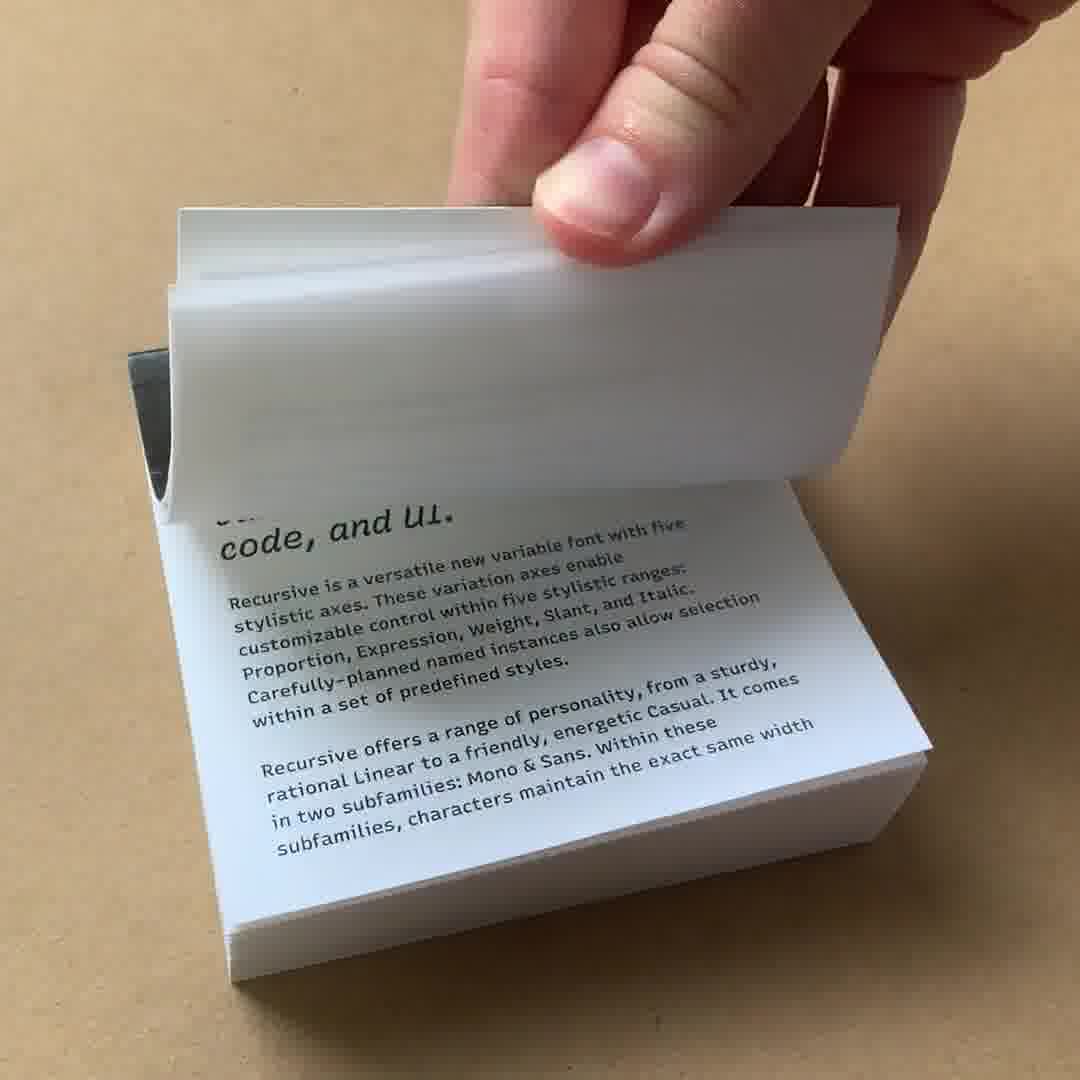 code, and UI.
Recursive is a versatile new variable font with five
stylistic axes. These variation axes enable
customizable control within five stylistic ranges:
Proportion, Expression, Weight, Slant, and Italic.
Carefully-planned named instances also allow selection
within a set of predefined styles.
Recursive offers a range of personality, from a sturdy,
rational Linear to a friendly, energetic Casual. It comes
in two subfamilies: Mono & Sans. Within these
subfamilies, characters maintain the exact same width